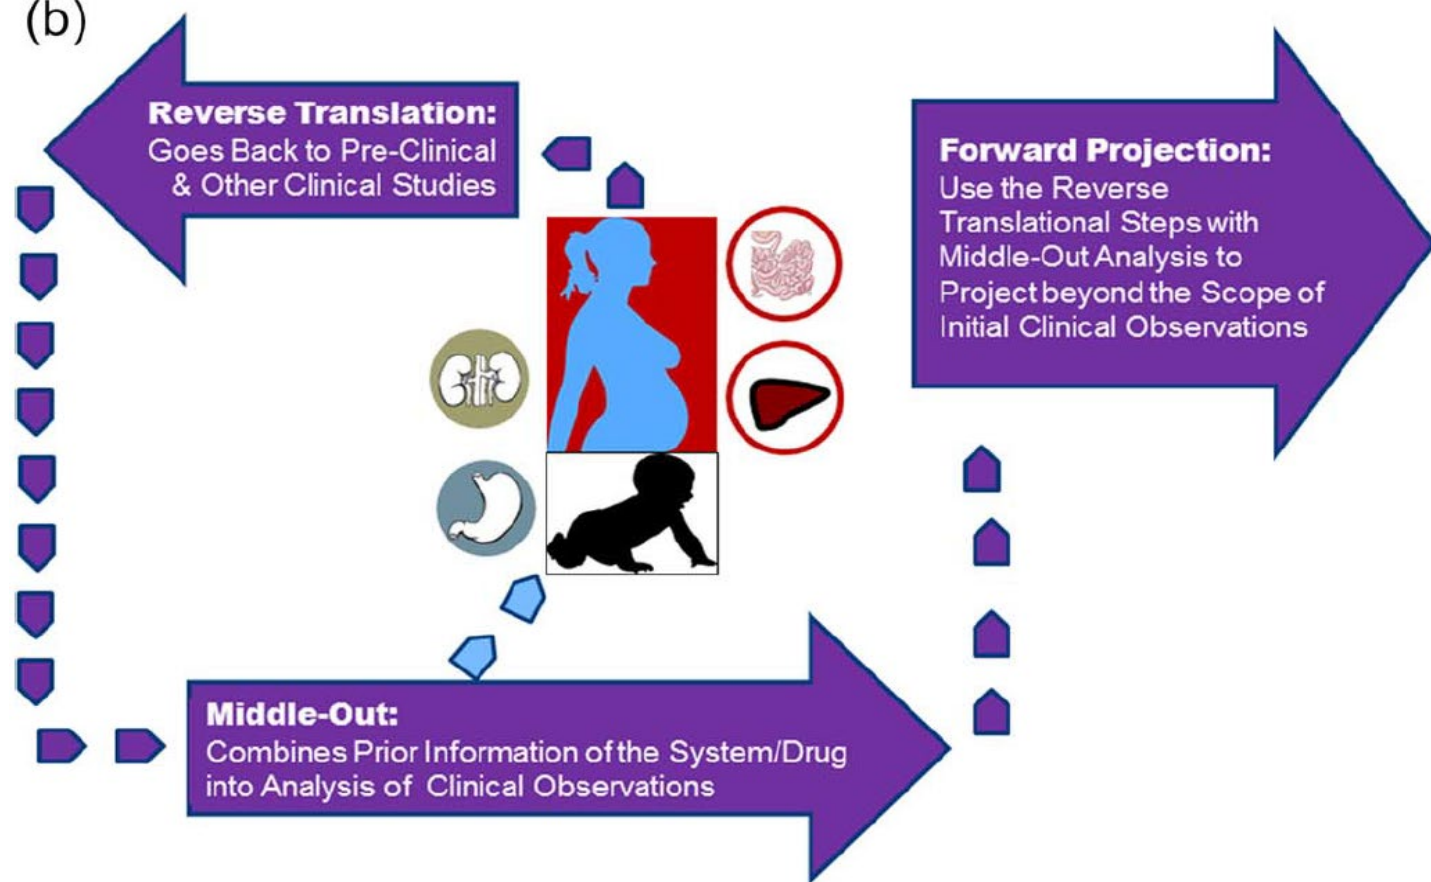 (b)
Reverse Translation:
Goes Back to Pre-Clinical
& Other Clinical Studies
Forward Projection:
Use the Reverse
Translational Steps with
Middle-Out Analysis to
Project beyond the Scope of
Initial Clinical Observations
Middle-Out:
Combines Prior Information of the System/Drug
into Analysis of Clinical Observations